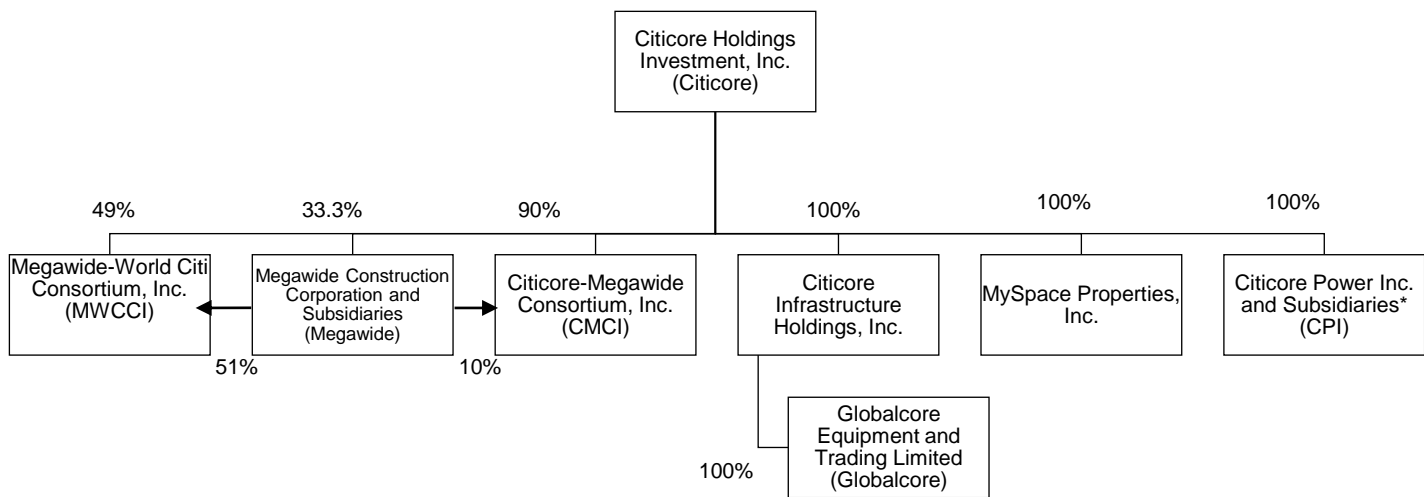 Citicore Holdings
Investment, Inc.
(Citicore)
49%
33.3%
90%
100%
100%
100%
Megawide-World Citi
Consortium, Inc.
(MWCCI)
Megawide Construction
Corporation and
Subsidiaries
(Megawide)
Citicore-Megawide
Consortium, Inc.
(CMCI)
Citicore
Infrastructure
Holdings, Inc.
MySpace Properties,
Inc.
Citicore Power Inc.
and Subsidiaries*
(CPI)
51%
10%
Globalcore
Equipment and
Trading Limited
(Globalcore)
100%